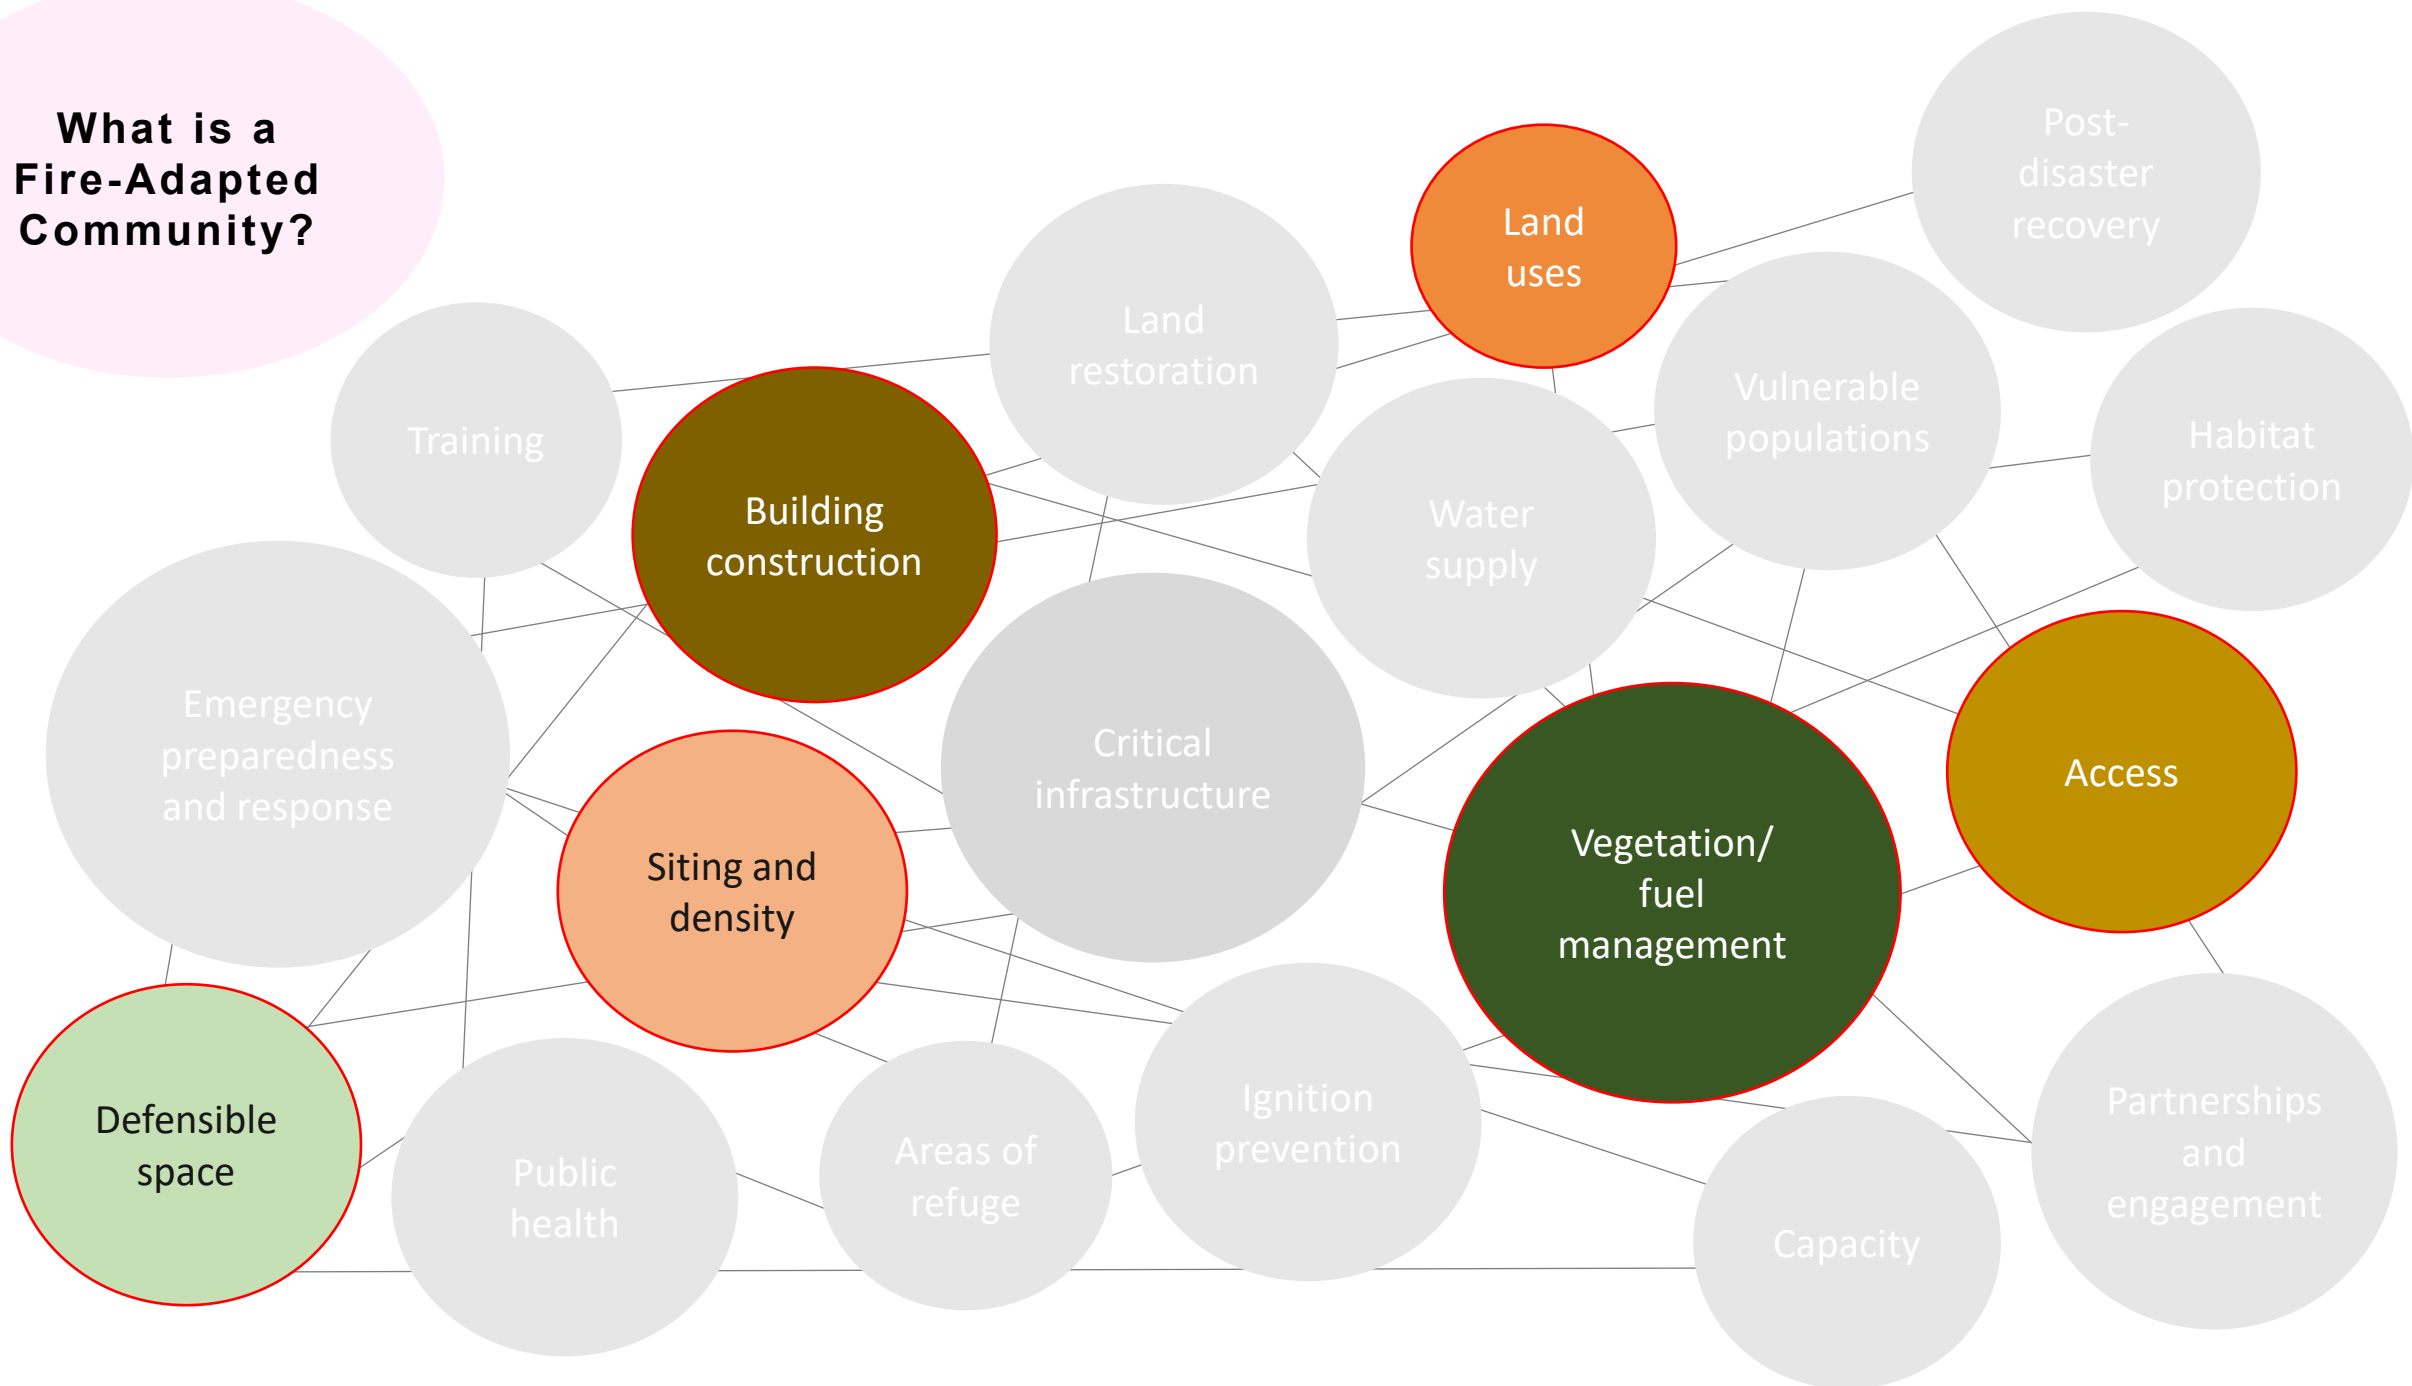 What is a
Fire-Adapted
Community?
Post-
disaster
recovery
Land
uses
Land
restoration
Training
Vulnerable
populations
Habitat
protection
Building
construction
Water
supply
Emergency
preparedness
and response
Critical
infrastructure
Access
Siting and
density
Vegetation/
fuel
management
Defensible
space
Public
health
Areas of
refuge
Ignition
prevention
Capacity
Partnerships
and
engagement